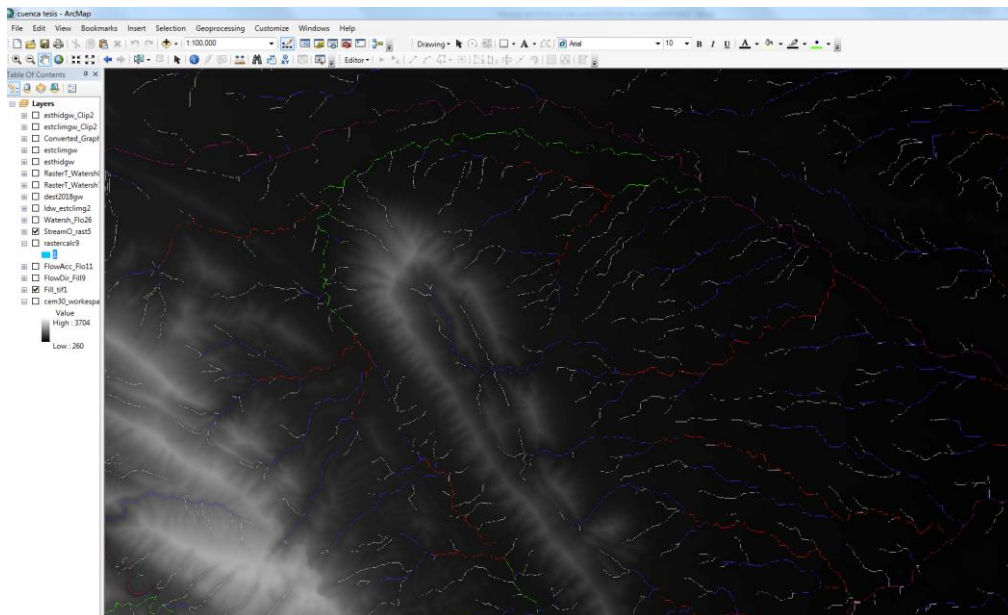 cuenca tesis - ArcMap
File Edit View Bookmarks Insert Selection Geoprocessing Customize Windows Help
1:100,000 Drawing Arial 10 B I U A
Editor
Table Of Contents
Layers
esthidgw_Clip2
estclimgw_Clip2
Converted_Graph
estclimgw
esthidgw
RasterT_Watersh
RasterT_Watersh
dest2018gw
Idw_estclimg2
Watersh_Flo26
StreamO_rast5
rastercalc9
FlowAcc_Flo11
FlowDir_Fill9
Fill_tif1
cem30_workespa
Value
High : 3704
Low : 260